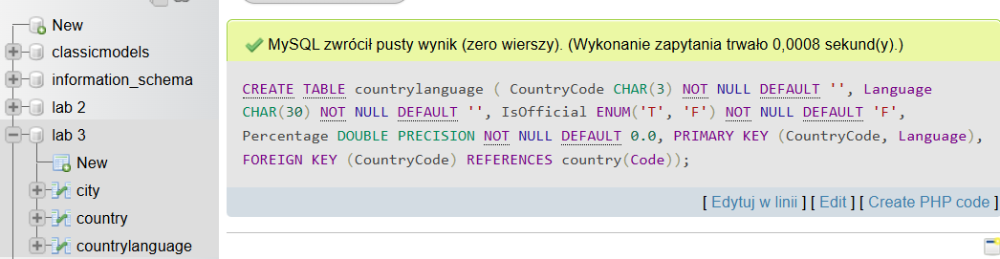 New
classicmodels
information_schema
lab 2
lab 3
New
city
country
countrylanguage
MySQL zwrócił pusty wynik (zero wierszy). (Wykonanie zapytania trwało 0,0008 sekund(y).)
CREATE TABLE countrylanguage ( CountryCode CHAR(3) NOT NULL DEFAULT '', Language
CHAR(30) NOT NULL DEFAULT '', IsOfficial ENUM('T', 'F') NOT NULL DEFAULT 'F',
Percentage DOUBLE PRECISION NOT NULL DEFAULT 0.0, PRIMARY KEY (CountryCode, Language),
FOREIGN KEY (CountryCode) REFERENCES country(Code));
[ Edytuj w linii ] [ Edit ] [ Create PHP code ]